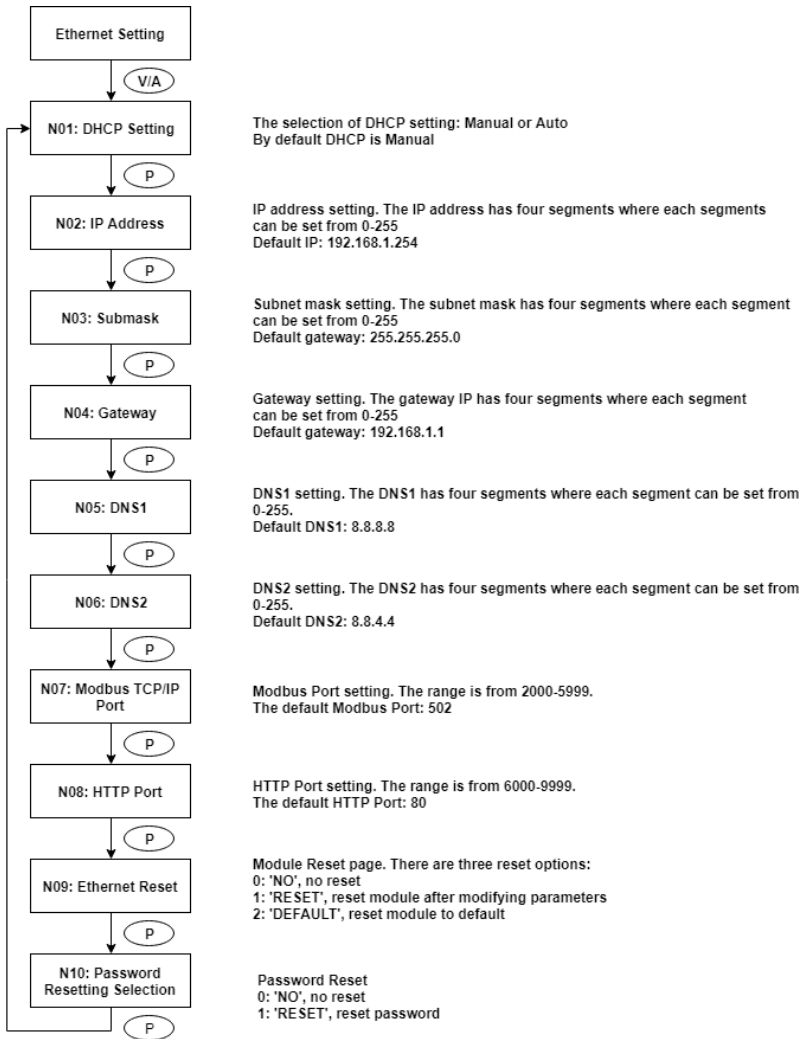 Ethernet Setting
V/A
N01: DHCP Setting
The selection of DHCP setting: Manual or Auto
By default DHCP is Manual
P
N02: IP Address
IP address setting. The IP address has four segments where each segments
can be set from 0-255
Default IP: 192.168.1.254
P
N03: Submask
Subnet mask setting. The subnet mask has four segments where each segment
can be set from 0-255
Default gateway: 255.255.255.0
P
N04: Gateway
Gateway setting. The gateway IP has four segments where each segment
can be set from 0-255
Default gateway: 192.168.1.1
P
N05: DNS1
DNS1 setting. The DNS1 has four segments where each segment can be set from
0-255.
Default DNS1: 8.8.8.8
P
N06: DNS2
DNS2 setting. The DNS2 has four segments where each segment can be set from
0-255.
Default DNS2: 8.8.4.4
P
N07: Modbus TCP/IP
Port
Modbus Port setting. The range is from 2000-5999.
The default Modbus Port: 502
P
N08: HTTP Port
HTTP Port setting. The range is from 6000-9999.
The default HTTP Port: 80
P
N09: Ethernet Reset
Module Reset page. There are three reset options:
0: 'NO', no reset
1: 'RESET', reset module after modifying parameters
2: 'DEFAULT', reset module to default
P
N10: Password
Resetting Selection
Password Reset
0: 'NO', no reset
1: 'RESET', reset password
P